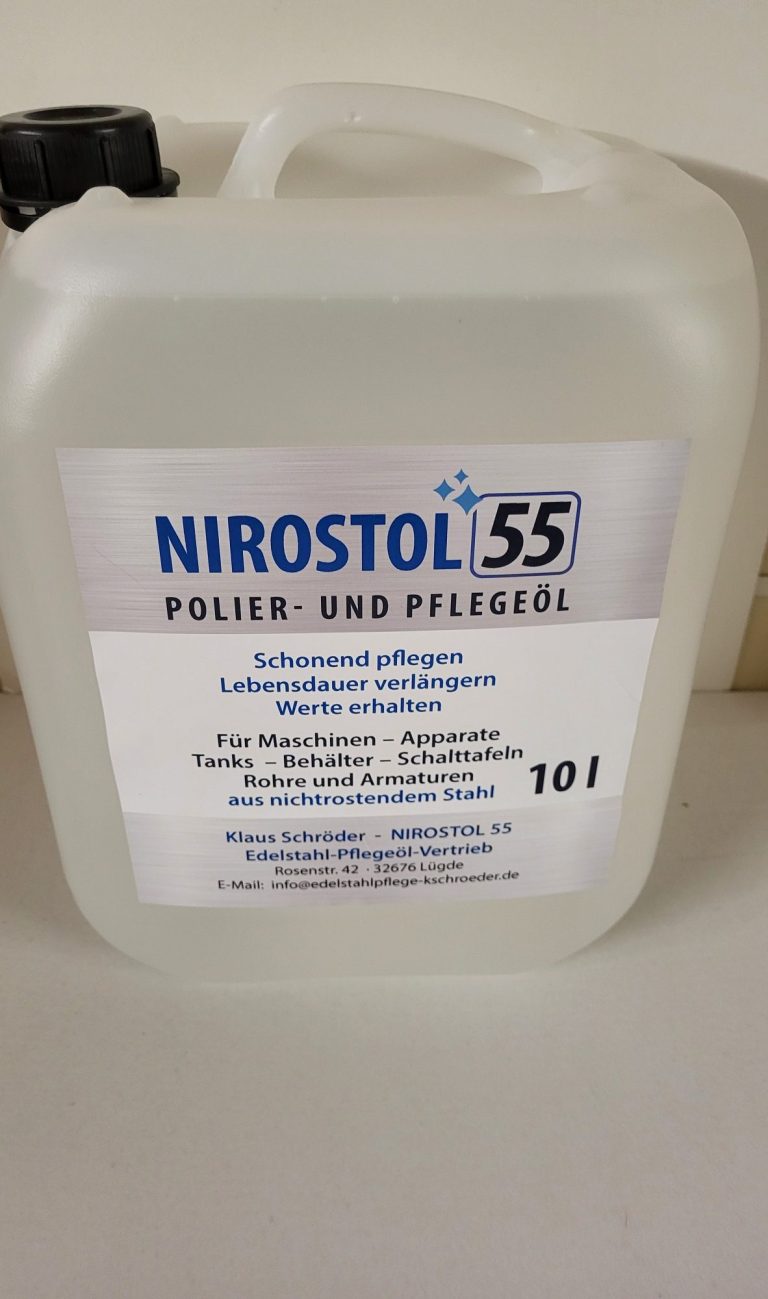 NIROSTOL 55
POLIER- UND PFLEGEÖL
Schonend pflegen
Lebensdauer verlängern
Werte erhalten
Für Maschinen – Apparate
Tanks – Behälter – Schalttafeln
Rohre und Armaturen
aus nichtrostendem Stahl
10 l
Klaus Schröder - NIROSTOL 55
Edelstahl-Pflegeöl-Vertrieb
Rosenstr. 42 · 32676 Lügde
E-Mail: info@edelstahlpflege-kschroeder.de